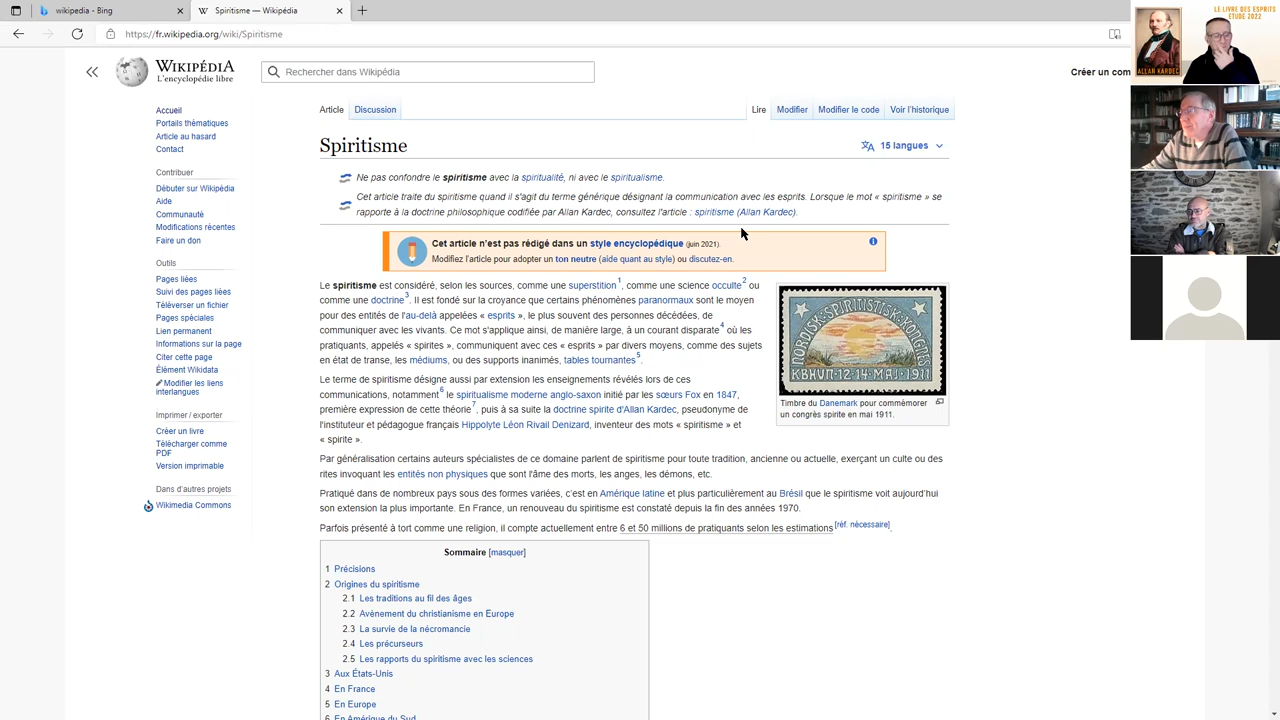 wikipedia - Bing
Spiritisme — Wikipédia
https://fr.wikipedia.org/wiki/Spiritisme
WIKIPÉDIA
L'encyclopédie libre
Rechercher dans Wikipédia
Créer un com
Accueil
Portails thématiques
Article au hasard
Contact
Contribuer
Débuter sur Wikipédia
Aide
Communauté
Modifications récentes
Faire un don
Outils
Pages liées
Suivi des pages liées
Téléverser un fichier
Pages spéciales
Lien permanent
Informations sur la page
Citer cette page
Élément Wikidata
Modifier les liens
interlangues
Imprimer / exporter
Créer un livre
Télécharger comme
PDF
Version imprimable
Dans d'autres projets
Wikimedia Commons
Article Discussion
Lire Modifier Modifier le code Voir l'historique
Spiritisme
15 langues
Ne pas confondre le spiritisme avec la spiritualité, ni avec le spiritualisme.
Cet article traite du spiritisme quand il s'agit du terme générique désignant la communication avec les esprits. Lorsque le mot « spiritisme » se
rapporte à la doctrine philosophique codifiée par Allan Kardec, consultez l'article : spiritisme (Allan Kardec).
Cet article n'est pas rédigé dans un style encyclopédique (juin 2021).
Modifiez l'article pour adopter un ton neutre (aide quant au style) ou discutez-en.
Le spiritisme est considéré, selon les sources, comme une superstition1, comme une science occulte2 ou
comme une doctrine3. Il est fondé sur la croyance que certains phénomènes paranormaux sont le moyen
pour des entités de l'au-delà appelées « esprits », le plus souvent des personnes décédées, de
communiquer avec les vivants. Ce mot s'applique ainsi, de manière large, à un courant disparate4 où les
pratiquants, appelés « spirites », communiquent avec ces « esprits » par divers moyens, comme des sujets
en état de transe, les médiums, ou des supports inanimés, tables tournantes5.
Le terme de spiritisme désigne aussi par extension les enseignements révélés lors de ces
communications, notamment6 le spiritualisme moderne anglo-saxon initié par les sœurs Fox en 1847,
première expression de cette théorie7, puis à sa suite la doctrine spirite d'Allan Kardec, pseudonyme de
l'instituteur et pédagogue français Hippolyte Léon Rivail Denizard, inventeur des mots « spiritisme » et
« spirite ».
NORDISK·SPIRITISTISK·KONGRES
KBHVN·12-14·MAJ·1911
Timbre du Danemark pour commémorer
un congrès spirite en mai 1911.
Par généralisation certains auteurs spécialistes de ce domaine parlent de spiritisme pour toute tradition, ancienne ou actuelle, exerçant un culte ou des
rites invoquant les entités non physiques que sont l'âme des morts, les anges, les démons, etc.
Pratiqué dans de nombreux pays sous des formes variées, c'est en Amérique latine et plus particulièrement au Brésil que le spiritisme voit aujourd'hui
son extension la plus importante. En France, un renouveau du spiritisme est constaté depuis la fin des années 1970.
Parfois présenté à tort comme une religion, il compte actuellement entre 6 et 50 millions de pratiquants selon les estimations[réf. nécessaire].
Sommaire [masquer]
1 Précisions
2 Origines du spiritisme
2.1 Les traditions au fil des âges
2.2 Avènement du christianisme en Europe
2.3 La survie de la nécromancie
2.4 Les précurseurs
2.5 Les rapports du spiritisme avec les sciences
3 Aux États-Unis
4 En France
5 En Europe
6 En Amérique du Sud
LE LIVRE DES ESPRITS
ETUDE 2022
ALLAN KARDEC